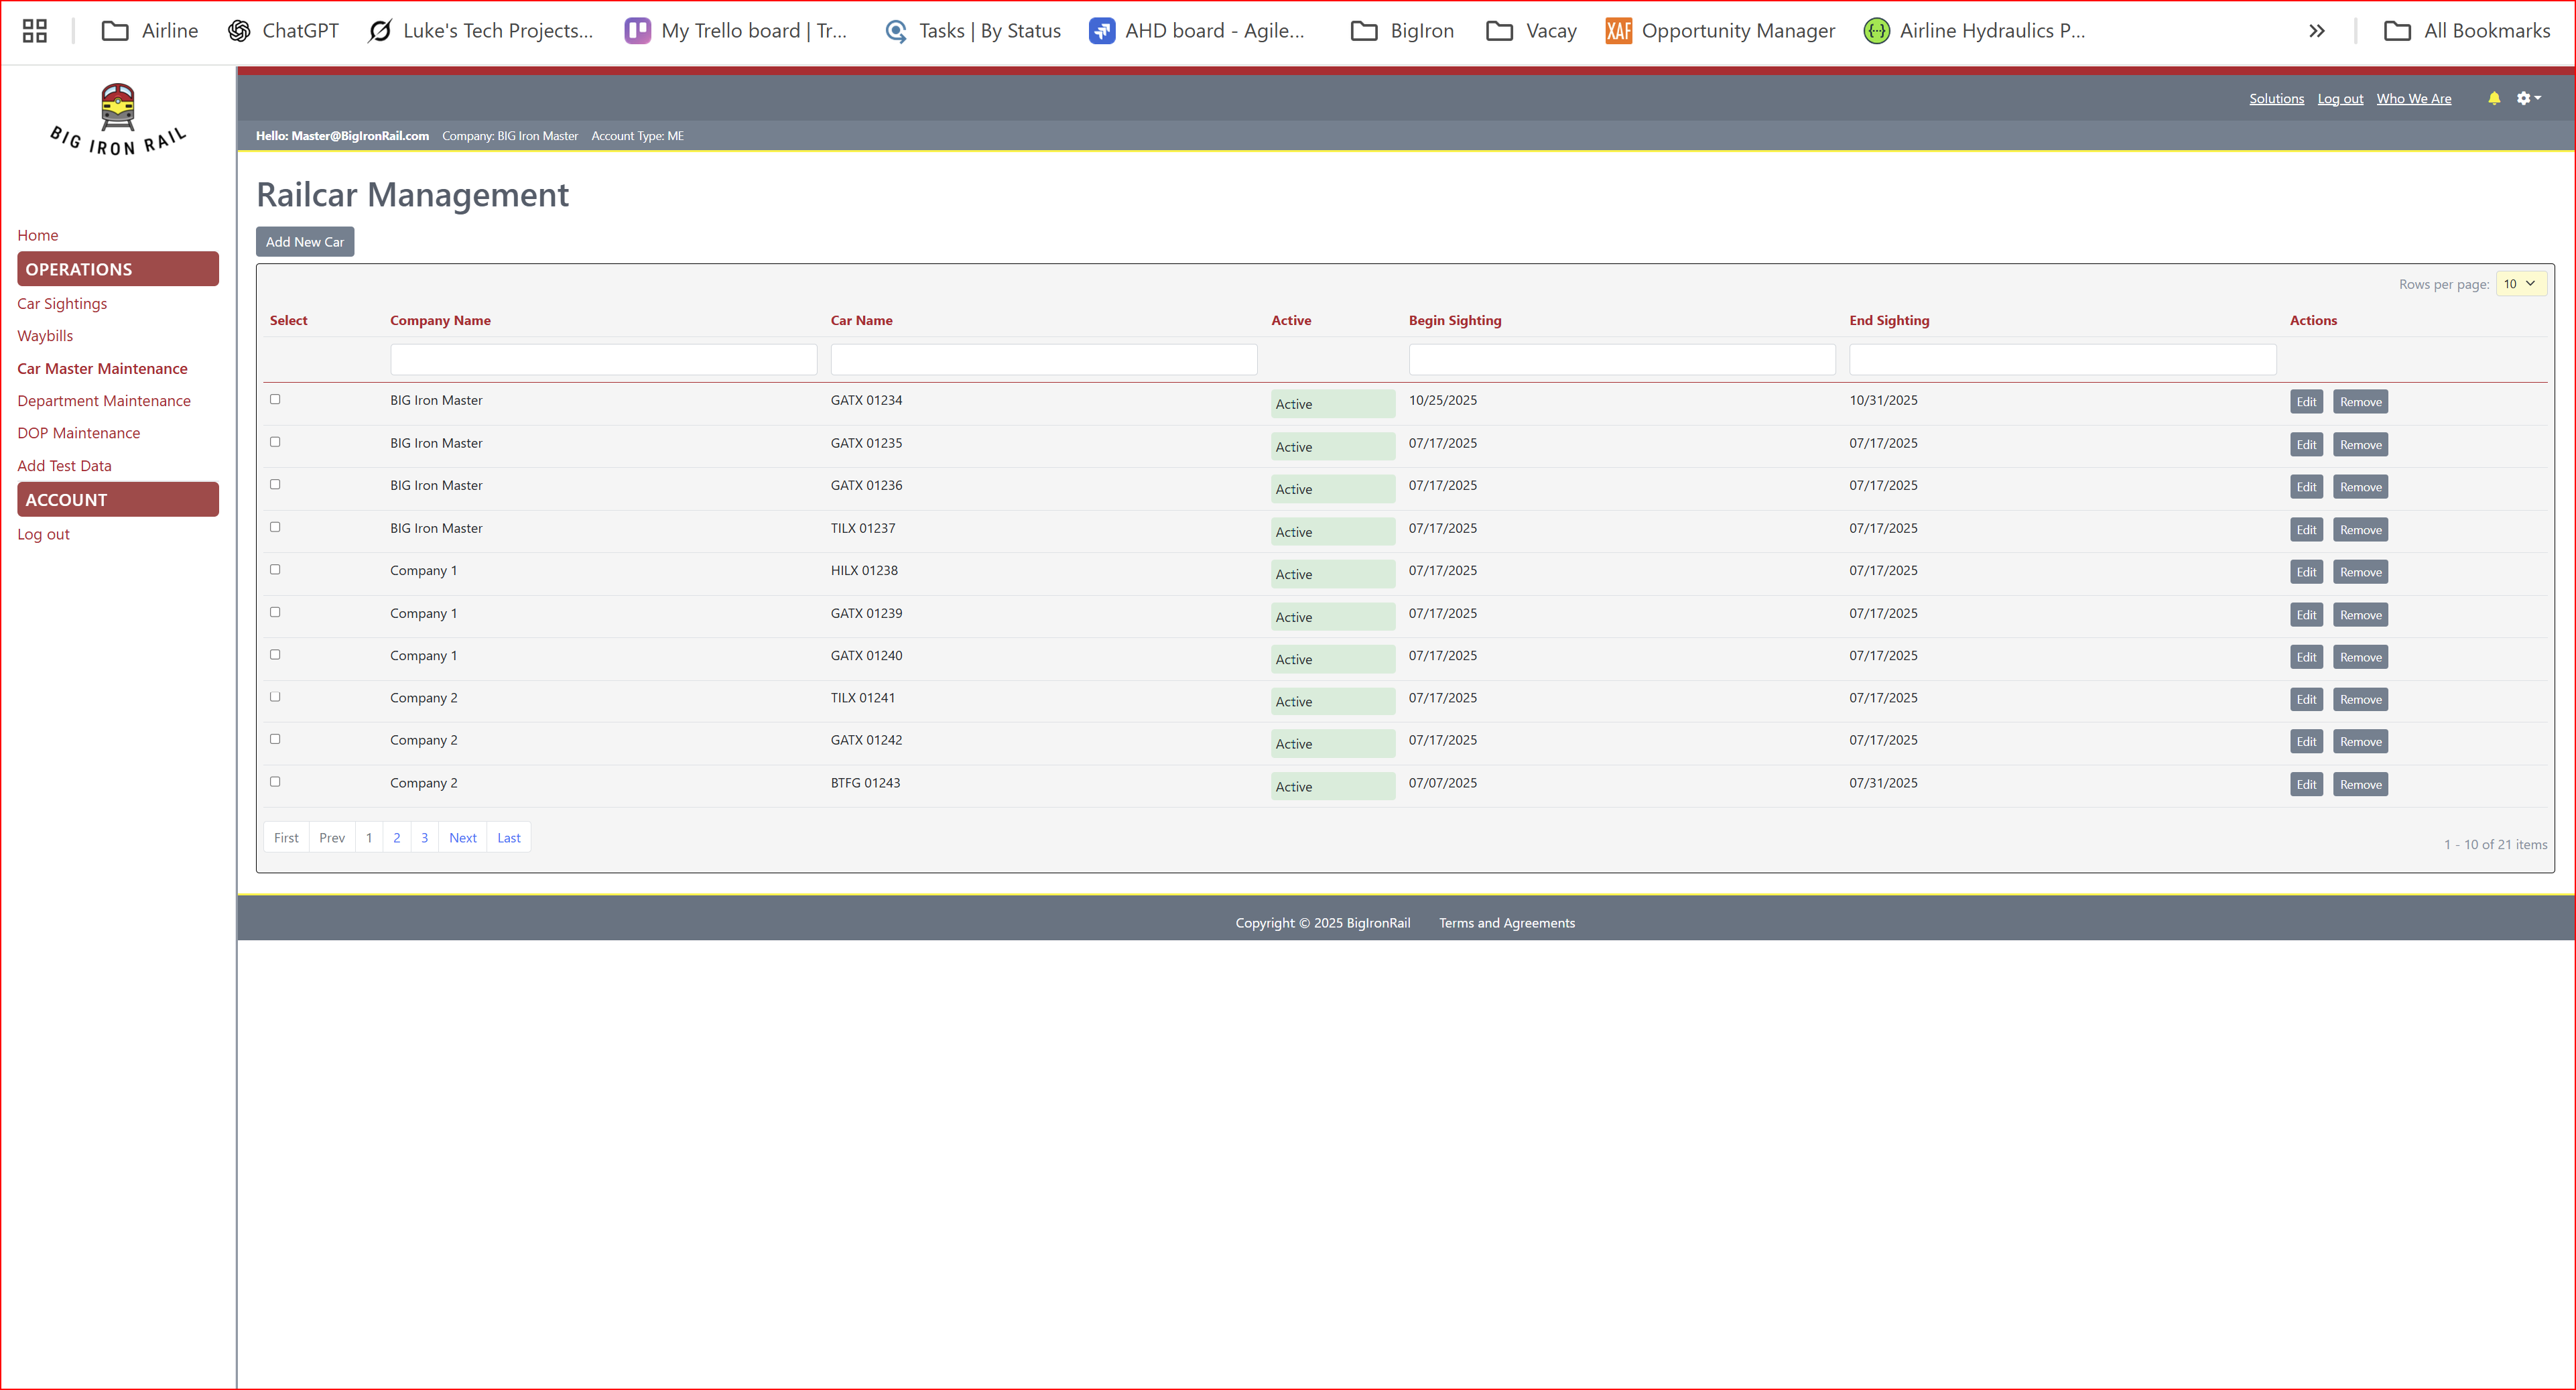 Airline ChatGPT Luke's Tech Projects... My Trello board | Tr... Tasks | By Status AHD board - Agile... BigIron Vacay XAF Opportunity Manager Airline Hydraulics P... All Bookmarks
BIG IRON RAIL
Home
OPERATIONS
Car Sightings
Waybills
Car Master Maintenance
Department Maintenance
DOP Maintenance
Add Test Data
ACCOUNT
Log out
Solutions Log out Who We Are
Hello: Master@BigIronRail.com Company: BIG Iron Master Account Type: ME
Railcar Management
Add New Car
Rows per page: 10
Select Company Name Car Name Active Begin Sighting End Sighting Actions
BIG Iron Master GATX 01234 Active 10/25/2025 10/31/2025 Edit Remove
BIG Iron Master GATX 01235 Active 07/17/2025 07/17/2025 Edit Remove
BIG Iron Master GATX 01236 Active 07/17/2025 07/17/2025 Edit Remove
BIG Iron Master TILX 01237 Active 07/17/2025 07/17/2025 Edit Remove
Company 1 HILX 01238 Active 07/17/2025 07/17/2025 Edit Remove
Company 1 GATX 01239 Active 07/17/2025 07/17/2025 Edit Remove
Company 1 GATX 01240 Active 07/17/2025 07/17/2025 Edit Remove
Company 2 TILX 01241 Active 07/17/2025 07/17/2025 Edit Remove
Company 2 GATX 01242 Active 07/17/2025 07/17/2025 Edit Remove
Company 2 BTFG 01243 Active 07/07/2025 07/31/2025 Edit Remove
First Prev 1 2 3 Next Last
1 - 10 of 21 items
Copyright © 2025 BigIronRail Terms and Agreements